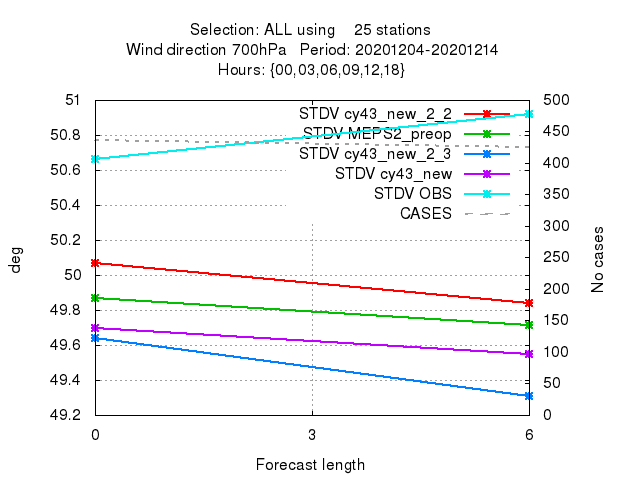 Selection: ALL using    25 stations
Wind direction 700hPa   Period: 20201204-20201214
Hours: {00,03,06,09,12,18}
51
50.8
50.6
50.4
50.2
50
49.8
49.6
49.4
49.2
deg
STDV cy43_new_2_2
STDV MEPS2_preop
STDV cy43_new_2_3
STDV cy43_new
STDV OBS
CASES
500
450
400
350
300
250
200
150
100
50
0
No cases
0 3 6
Forecast length